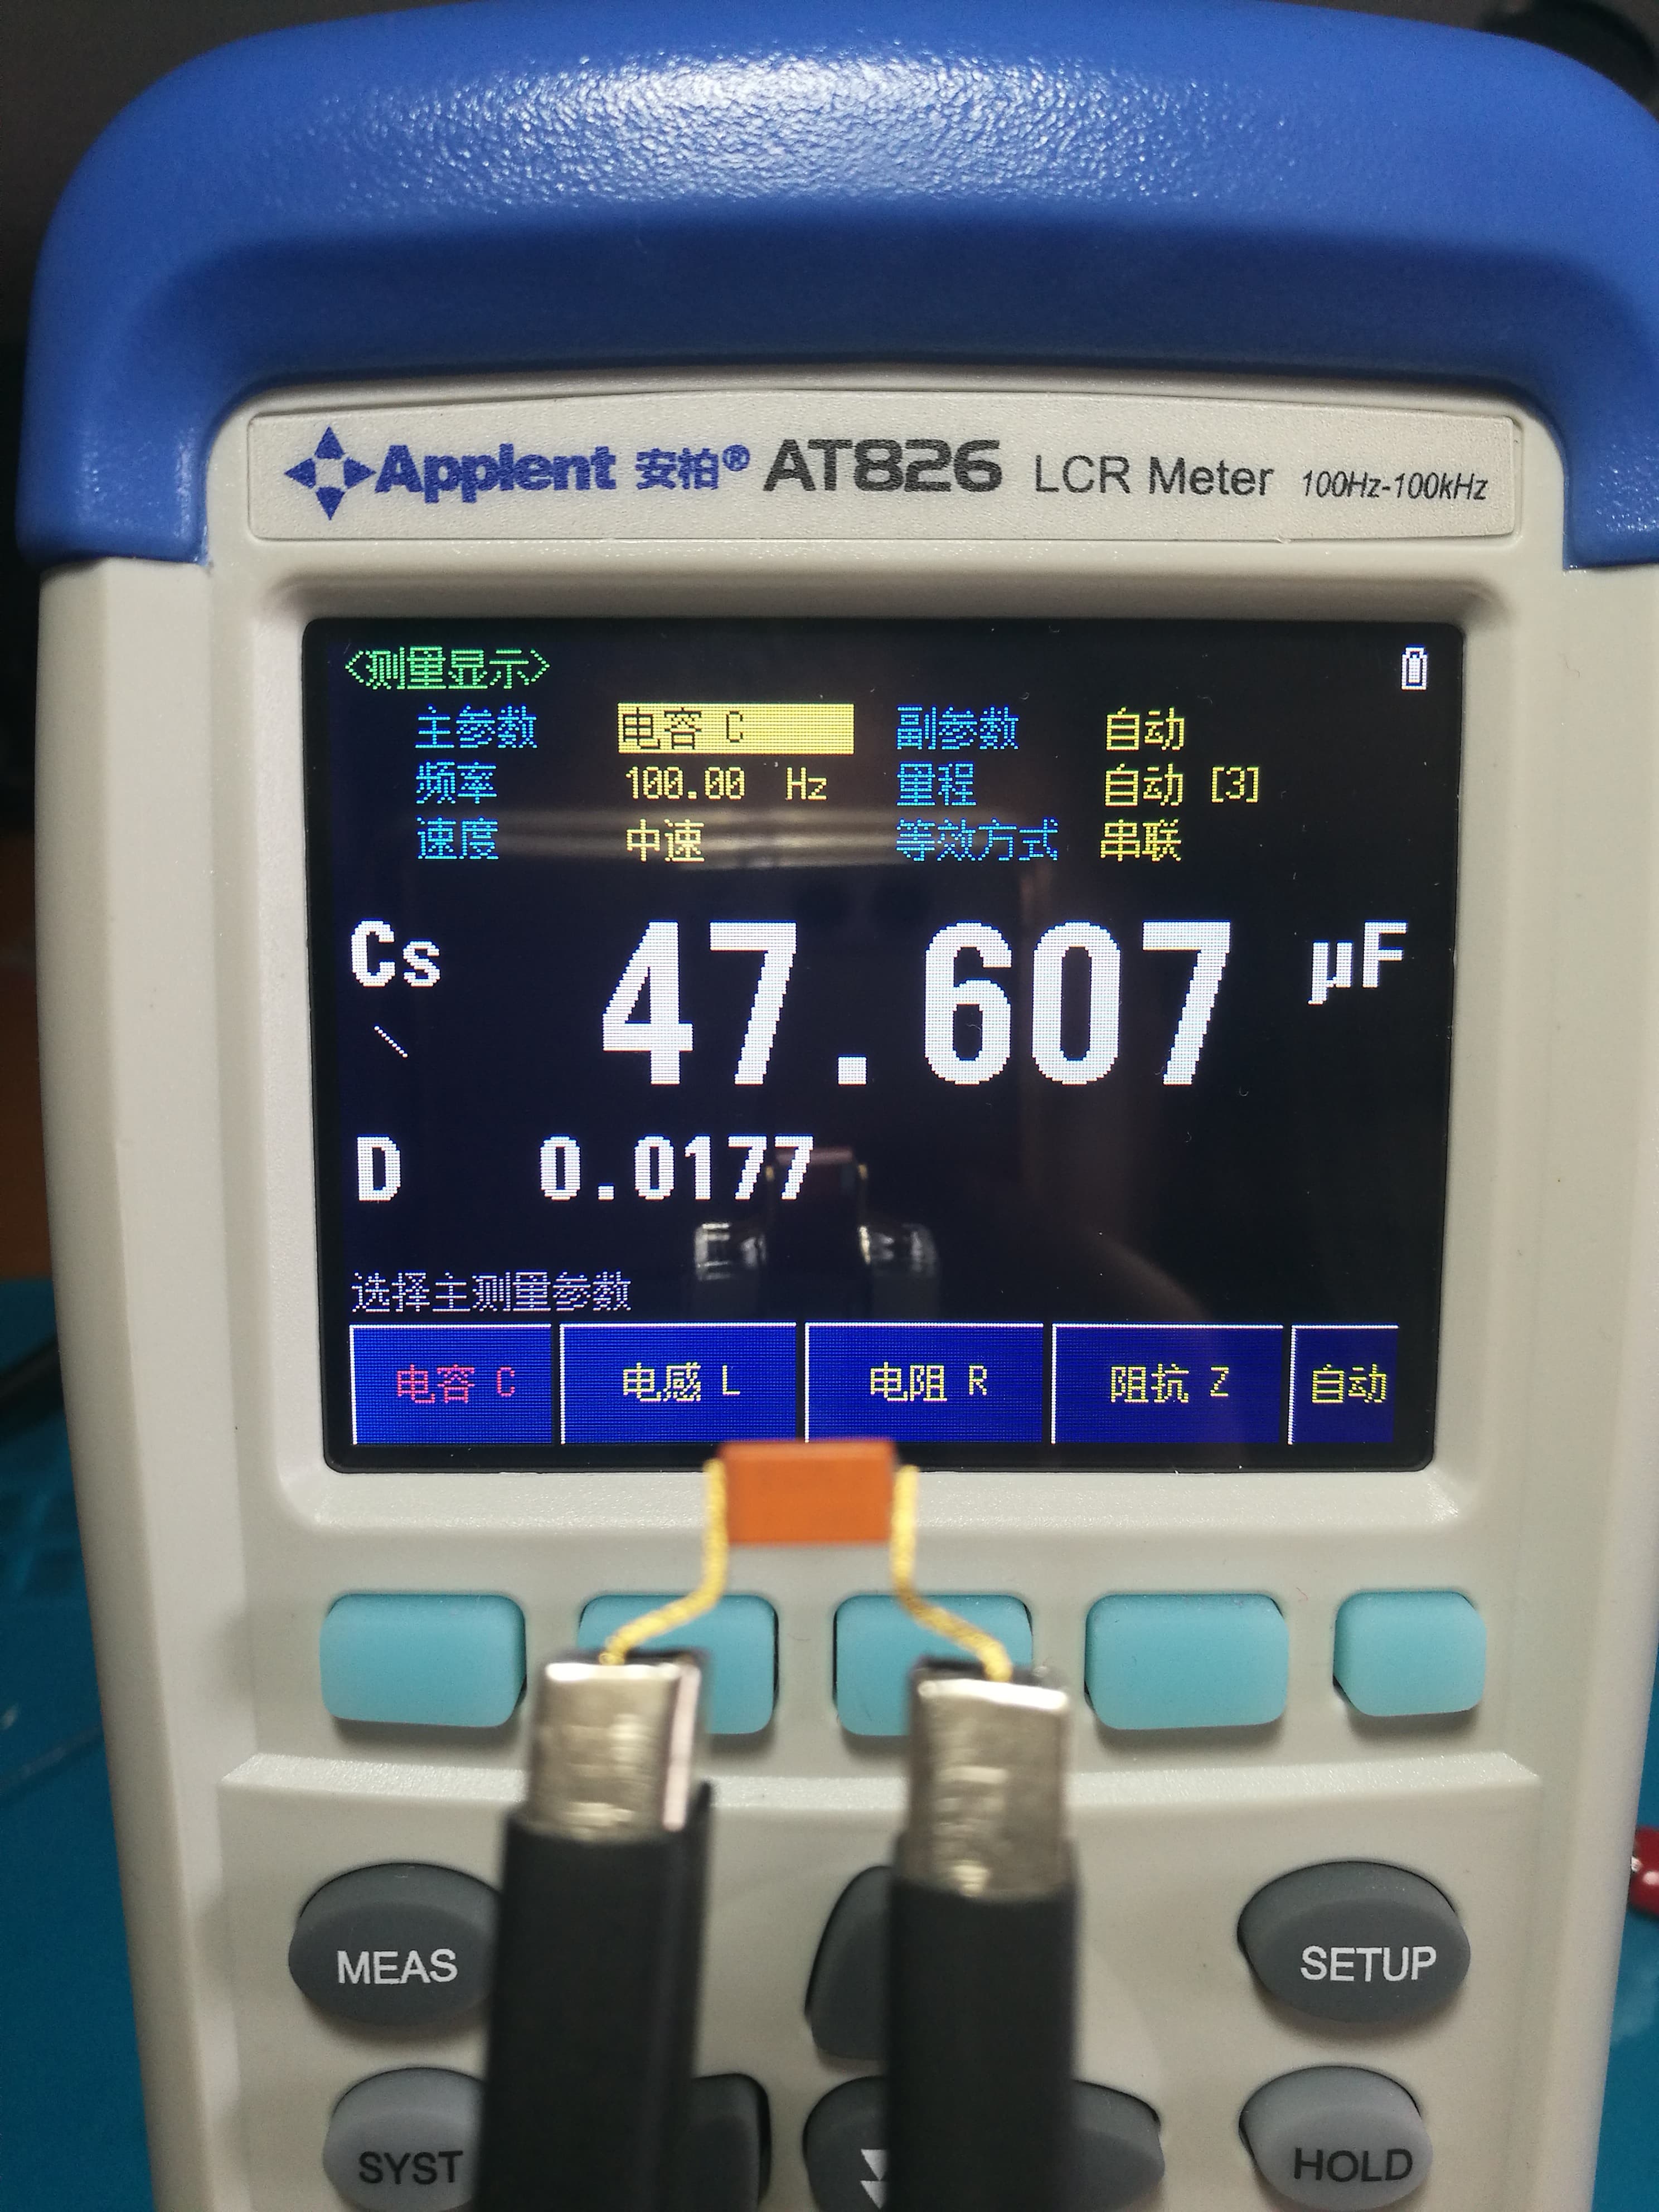 Applent 安柏® AT826 LCR Meter 100Hz-100kHz
<测量显示>
主参数 电容 C 副参数 自动
频率 100.00 Hz 量程 自动 [3]
速度 中速 等效方式 串联
Cs 47.607 µF
D 0.0177
选择主测量参数
电容 C 电感 L 电阻 R 阻抗 Z 自动
MEAS SETUP
SYST HOLD